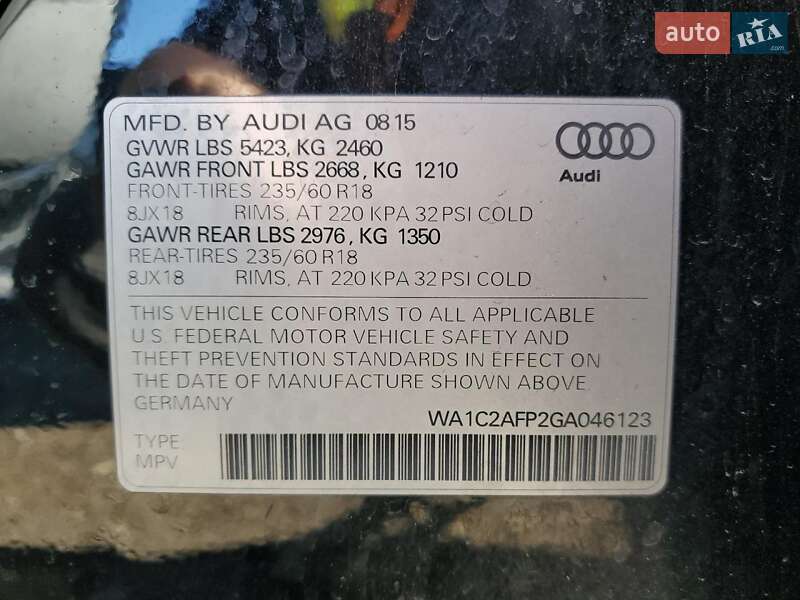 auto RIA
.com
MFD. BY AUDI AG 08 15
GVWR LBS 5423, KG 2460
GAWR FRONT LBS 2668, KG 1210
FRONT-TIRES 235/60 R18
8JX18 RIMS, AT 220 KPA 32 PSI COLD
GAWR REAR LBS 2976, KG 1350
REAR-TIRES 235/60 R18
8JX18 RIMS, AT 220 KPA 32 PSI COLD
Audi
THIS VEHICLE CONFORMS TO ALL APPLICABLE
U.S. FEDERAL MOTOR VEHICLE SAFETY AND
THEFT PREVENTION STANDARDS IN EFFECT ON
THE DATE OF MANUFACTURE SHOWN ABOVE.
GERMANY
WA1C2AFP2GA046123
TYPE
MPV